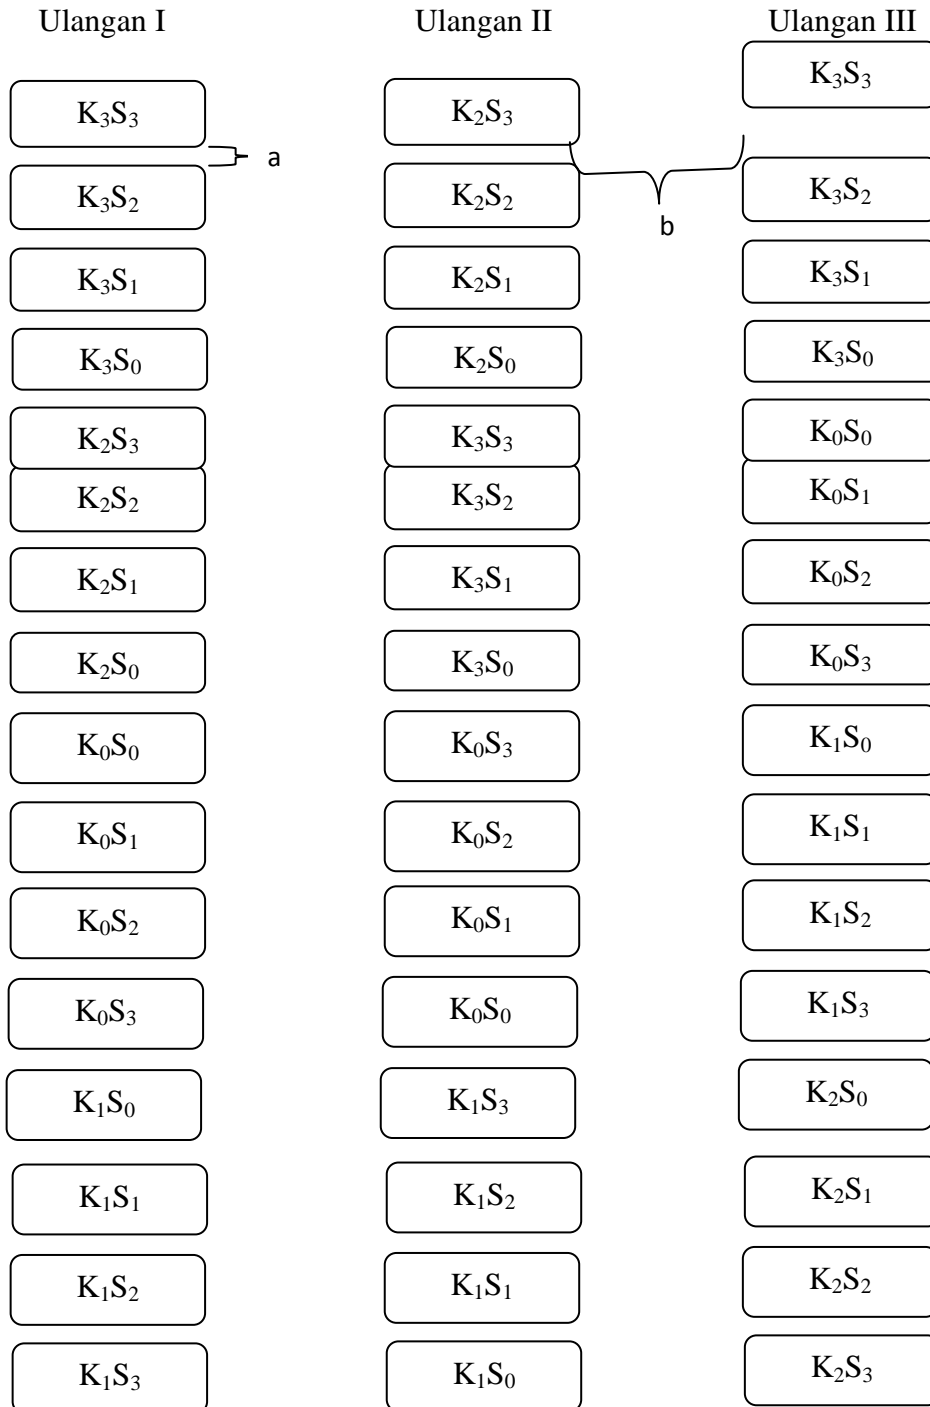 Ulangan I Ulangan II Ulangan III
K₃S₃ K₂S₃ K₃S₃
a
K₃S₂ K₂S₂ K₃S₂
b
K₃S₁ K₂S₁ K₃S₁
K₃S₀ K₂S₀ K₃S₀
K₂S₃ K₃S₃ K₀S₀
K₂S₂ K₃S₂ K₀S₁
K₂S₁ K₃S₁ K₀S₂
K₂S₀ K₃S₀ K₀S₃
K₀S₀ K₀S₃ K₁S₀
K₀S₁ K₀S₂ K₁S₁
K₀S₂ K₀S₁ K₁S₂
K₀S₃ K₀S₀ K₁S₃
K₁S₀ K₁S₃ K₂S₀
K₁S₁ K₁S₂ K₂S₁
K₁S₂ K₁S₁ K₂S₂
K₁S₃ K₁S₀ K₂S₃